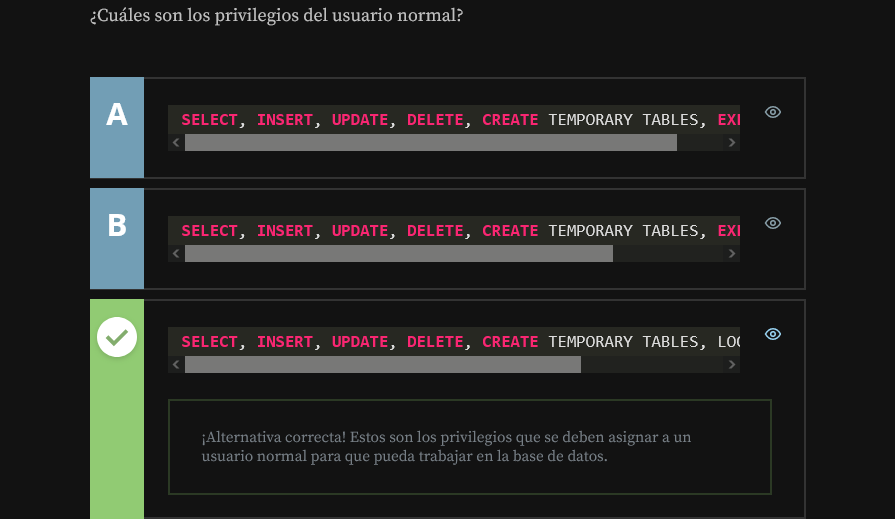 ¿Cuáles son los privilegios del usuario normal?
A
SELECT, INSERT, UPDATE, DELETE, CREATE TEMPORARY TABLES,
B
SELECT, INSERT, UPDATE, DELETE, CREATE TEMPORARY TABLES,
SELECT, INSERT, UPDATE, DELETE, CREATE TEMPORARY TABLES,
¡Alternativa correcta! Estos son los privilegios que se deben asignar a un
usuario normal para que pueda trabajar en la base de datos.